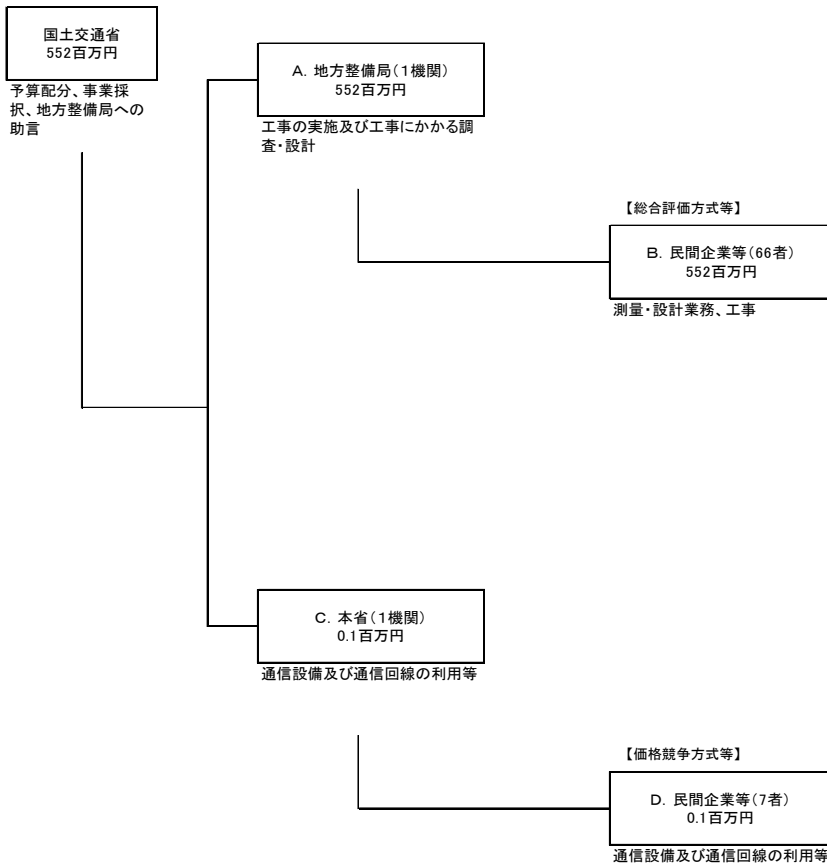 国土交通省
552百万円
予算配分、事業採
択、地方整備局への
助言
A. 地方整備局(1機関)
552百万円
工事の実施及び工事にかかる調
査・設計
【総合評価方式等】
B. 民間企業等(66者)
552百万円
測量・設計業務、工事
C. 本省(1機関)
0.1百万円
通信設備及び通信回線の利用等
【価格競争方式等】
D. 民間企業等(7者)
0.1百万円
通信設備及び通信回線の利用等